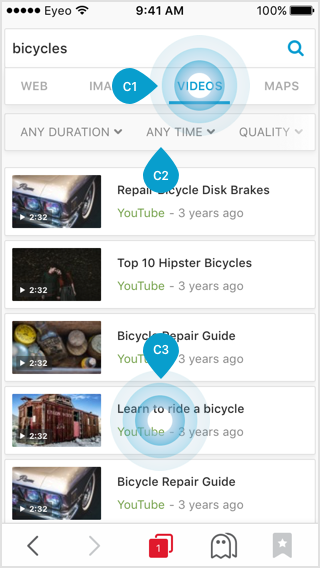 Eyeo 9:41 AM 100%
bicycles
WEB IMA VIDEOS MAPS
C1
ANY DURATION ANY TIME QUALITY
C2
Repair Bicycle Disk Brakes
2:32 YouTube - 3 years ago
Top 10 Hipster Bicycles
2:32 YouTube - 3 years ago
Bicycle Repair Guide
2:32 YouTube - 3 years ago
C3
Learn to ride a bicycle
2:32 YouTube - 3 years ago
Bicycle Repair Guide
2:32 YouTube - 3 years ago
1